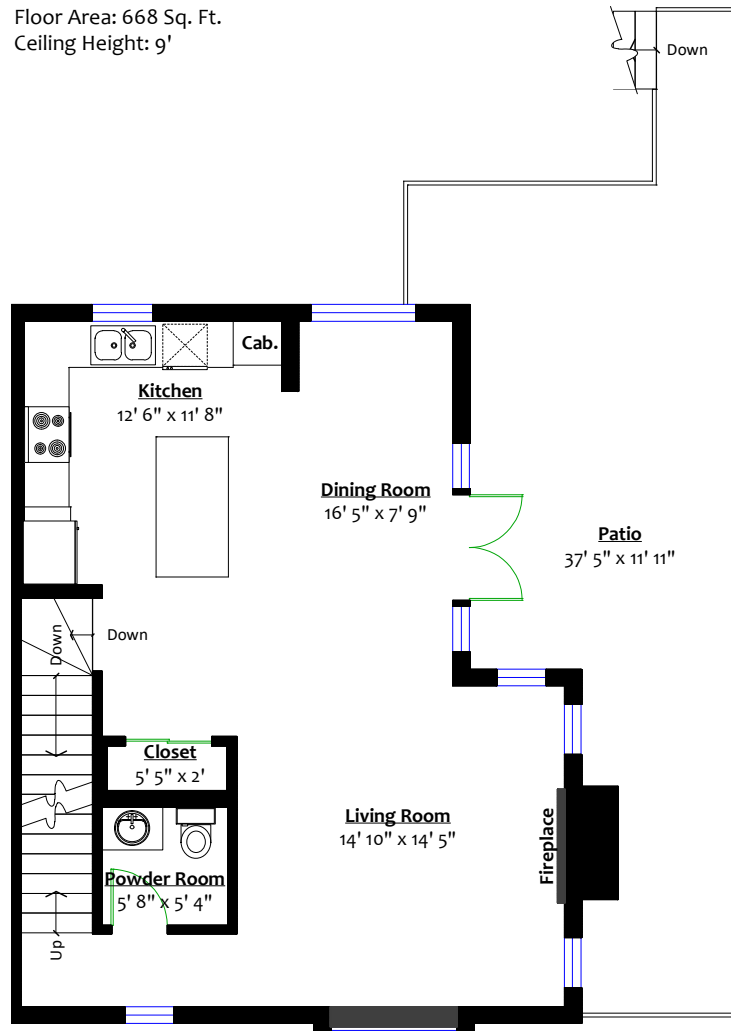 Floor Area: 668 Sq. Ft.
Ceiling Height: 9'
Down
Cab.
Kitchen
12' 6" x 11' 8"
Dining Room
16' 5" x 7' 9"
Patio
37' 5" x 11' 11"
Down
Down
Closet
5' 5" x 2'
Living Room
14' 10" x 14' 5"
Fireplace
Powder Room
5' 8" x 5' 4"
Up